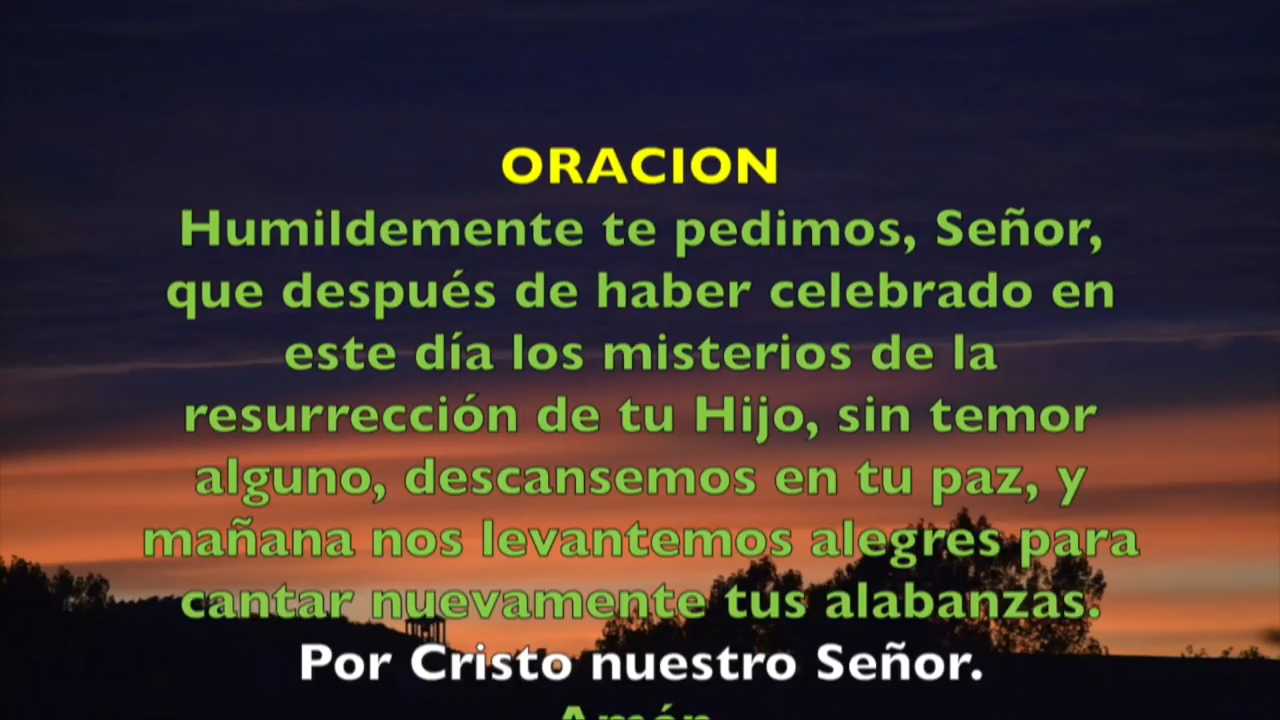 ORACION
Humildemente te pedimos, Señor,
que después de haber celebrado en
este día los misterios de la
resurrección de tu Hijo, sin temor
alguno, descansemos en tu paz, y
mañana nos levantemos alegres para
cantar nuevamente tus alabanzas.
Por Cristo nuestro Señor.
Amén.